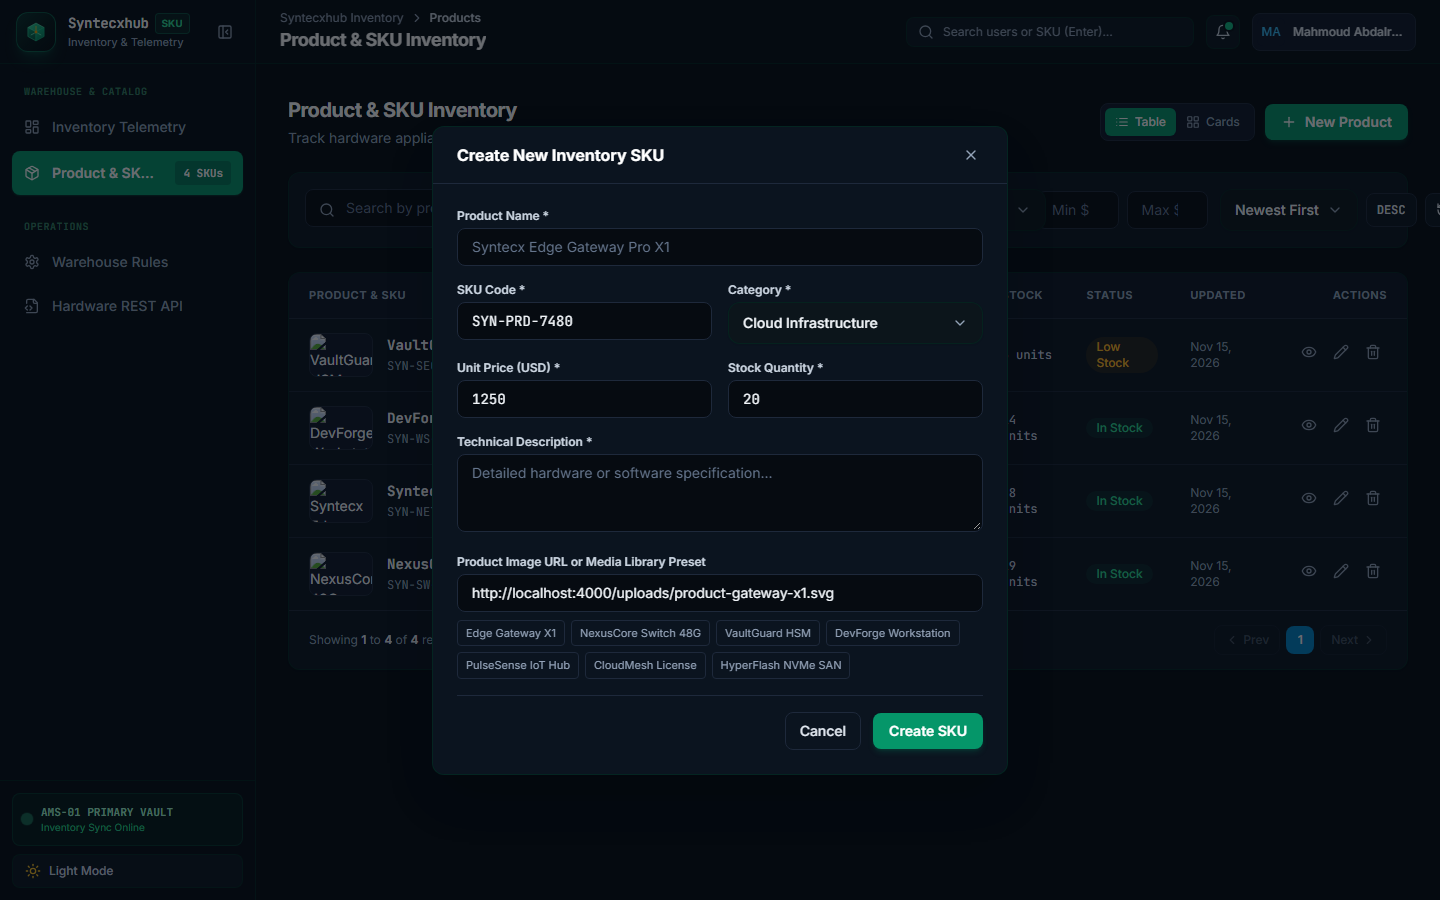 Syntecxhub SKU
Inventory & Telemetry
Syntecxhub Inventory > Products
Product & SKU Inventory
Search users or SKU (Enter)...
MA Mahmoud Abdalr...
WAREHOUSE & CATALOG
Inventory Telemetry
Product & SK... 4 SKUs
OPERATIONS
Warehouse Rules
Hardware REST API
AMS-01 PRIMARY VAULT
Inventory Sync Online
Light Mode
Product & SKU Inventory
Track hardware
Table Cards
New Product
Search by
Min $ Max $ Newest First DESC
PRODUCT & SKU STATUS UPDATED ACTIONS
units Low Stock Nov 15, 2026
DevForge
In Stock Nov 15, 2026
Syntecx
In Stock Nov 15, 2026
In Stock Nov 15, 2026
Showing 1 to 4 of 4
Prev 1 Next
Create New Inventory SKU
Product Name *
Syntecx Edge Gateway Pro X1
SKU Code * Category *
SYN-PRD-7480 Cloud Infrastructure
Unit Price (USD) * Stock Quantity *
1250 20
Technical Description *
Detailed hardware or software specification...
Product Image URL or Media Library Preset
http://localhost:4000/uploads/product-gateway-x1.svg
Edge Gateway X1 NexusCore Switch 48G VaultGuard HSM DevForge Workstation
PulseSense IoT Hub CloudMesh License HyperFlash NVMe SAN
Cancel Create SKU